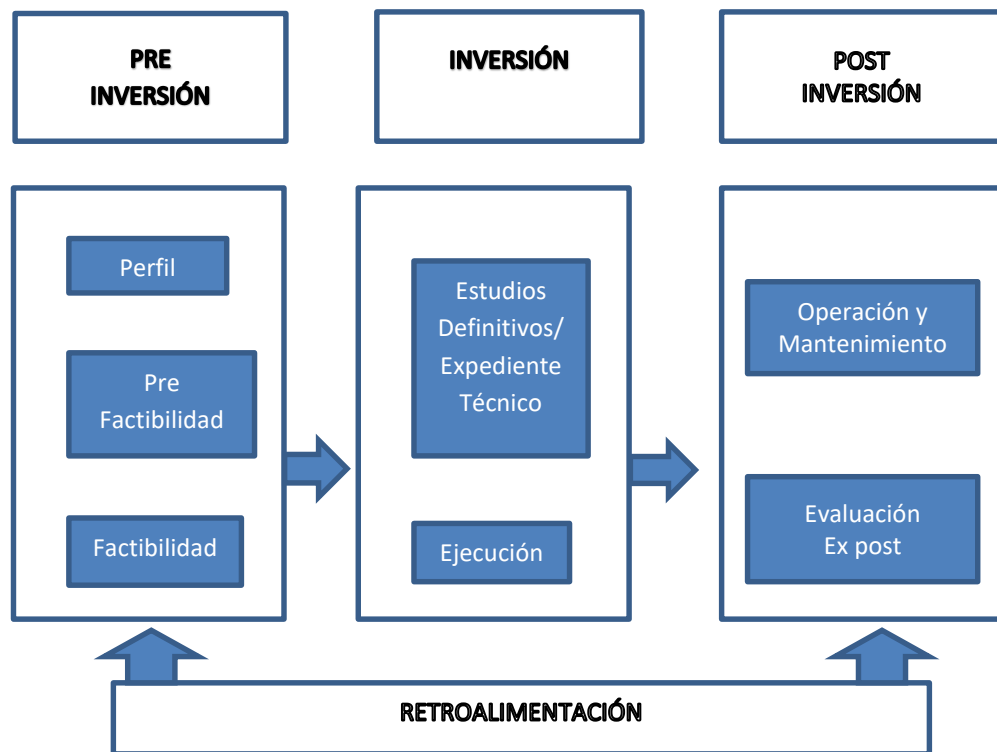 PRE
INVERSIÓN
INVERSIÓN
POST
INVERSIÓN
Perfil
Pre
Factibilidad
Factibilidad
Estudios
Definitivos/
Expediente
Técnico
Ejecución
Operación y
Mantenimiento
Evaluación
Ex post
RETROALIMENTACIÓN